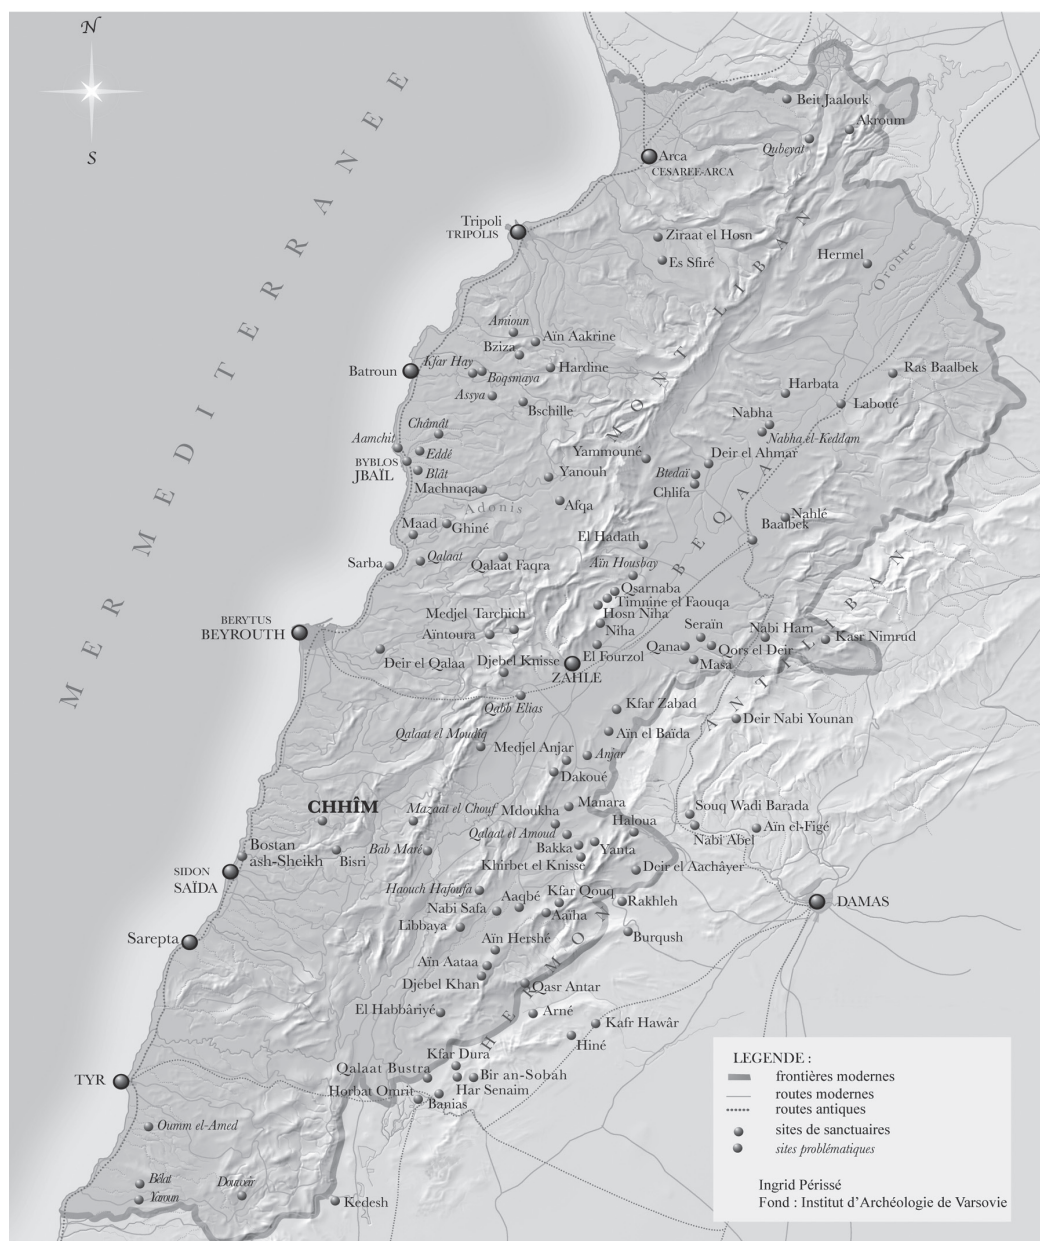 N
S
MER MEDITERRANEE
MONT LIBAN
BEQAA
ANTILIBAN
HERMON
Beit Jaalouk
Akroum
Qubeyat
Arca
CESAREE-ARCA
Tripoli
TRIPOLIS
Ziraat el Hosn
Es Sfiré
Hermel
Oronte
Amioun
Aïn Aakrine
Bziza
Kfar Hay
Batroun
Boqsmaya
Hardine
Assya
Bschille
Ras Baalbek
Harbata
Laboué
Nabha
Nabha el-Keddam
Châmât
Aamchit
Eddé
BYBLOS
JBAÏL
Blât
Machnaqa
Yammouné
Yanouh
Deir el Ahmar
Btedaï
Chlifa
Afqa
Adonis
Maad
Ghiné
Nahlé
Baalbek
El Hadath
Sarba
Qalaat
Qalaat Faqra
Aïn Housbay
Qsarnaba
Timnine el Faouqa
Hosn Niha
Niha
Medjel Tarchich
Aïntoura
BERYTUS
BEYROUTH
Seraïn
Nabi Ham
Kasr Nimrud
Qana
Qors el Deir
Masa
El Fourzol
Deir el Qalaa
Djebel Knisse
ZAHLE
Qabb Elias
Kfar Zabad
Deir Nabi Younan
Aïn el Baïda
Qalaat el Moudiq
Medjel Anjar
Anjar
Dakoué
CHHÎM
Mazaat el Chouf
Mdoukha
Manara
Souq Wadi Barada
Haloua
Aïn el-Figé
Nabi Abel
Qalaat el Amoud
Bakka
Yanta
Bostan
ash-Sheikh
Bisri
Bab Maré
Khirbet el Knisse
Deir el Aachâyer
SIDON
SAÏDA
Haouch Hafoufa
Aaqbé
Kfar Qouq
Rakhleh
DAMAS
Nabi Safa
Aaïha
Libbaya
Burqush
Sarepta
Aïn Hershé
Aïn Aataa
Djebel Khan
Qasr Antar
El Habbâriyé
Arné
Kafr Hawâr
Hiné
Kfar Dura
Qalaat Bustra
Bir an-Sobah
TYR
Horbat Omrit
Har Senaim
Banias
Oumm el-Amed
Bêlat
Yaroun
Douweir
Kedesh
LEGENDE :
frontières modernes
routes modernes
routes antiques
sites de sanctuaires
sites problématiques
Ingrid Périssé
Fond : Institut d'Archéologie de Varsovie